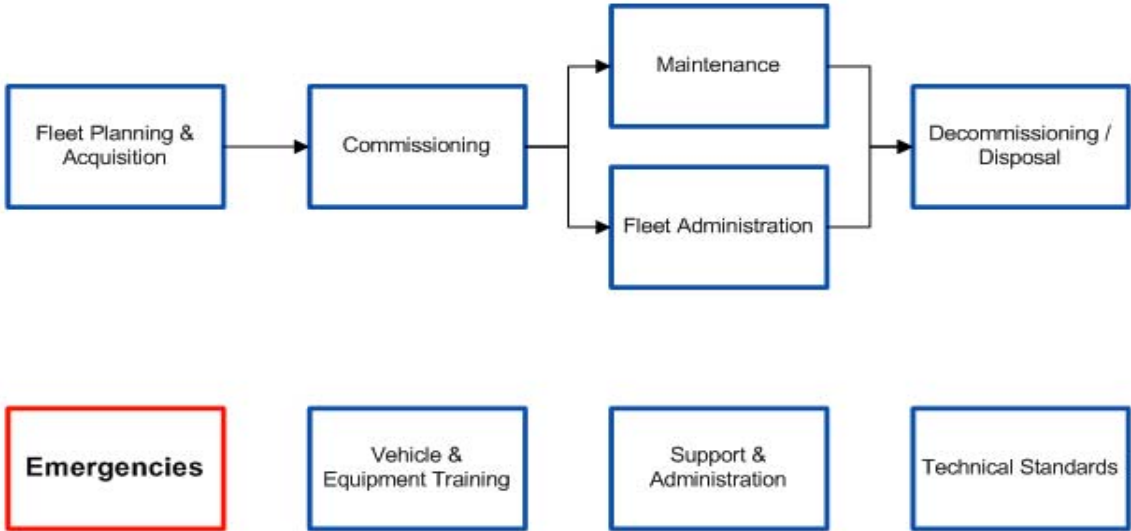 Fleet Planning &
Acquisition
Commissioning
Maintenance
Fleet Administration
Decommissioning /
Disposal
Emergencies
Vehicle &
Equipment Training
Support &
Administration
Technical Standards